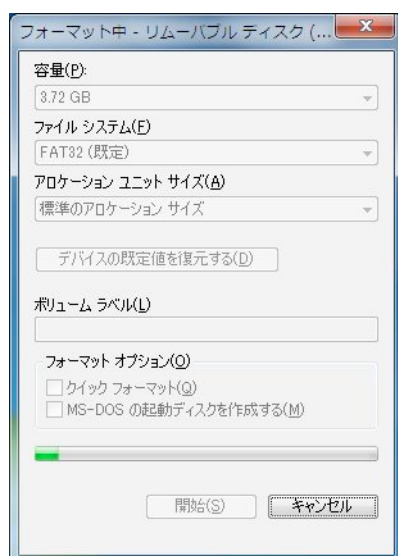 フォーマット中 - リムーバブル ディスク (...
容量(P):
3.72 GB
ファイル システム(F)
FAT32 (既定)
アロケーション ユニット サイズ(A)
標準のアロケーション サイズ
デバイスの既定値を復元する(D)
ボリューム ラベル(L)
フォーマット オプション(O)
クイック フォーマット(Q)
MS-DOS の起動ディスクを作成する(M)
開始(S)
キャンセル